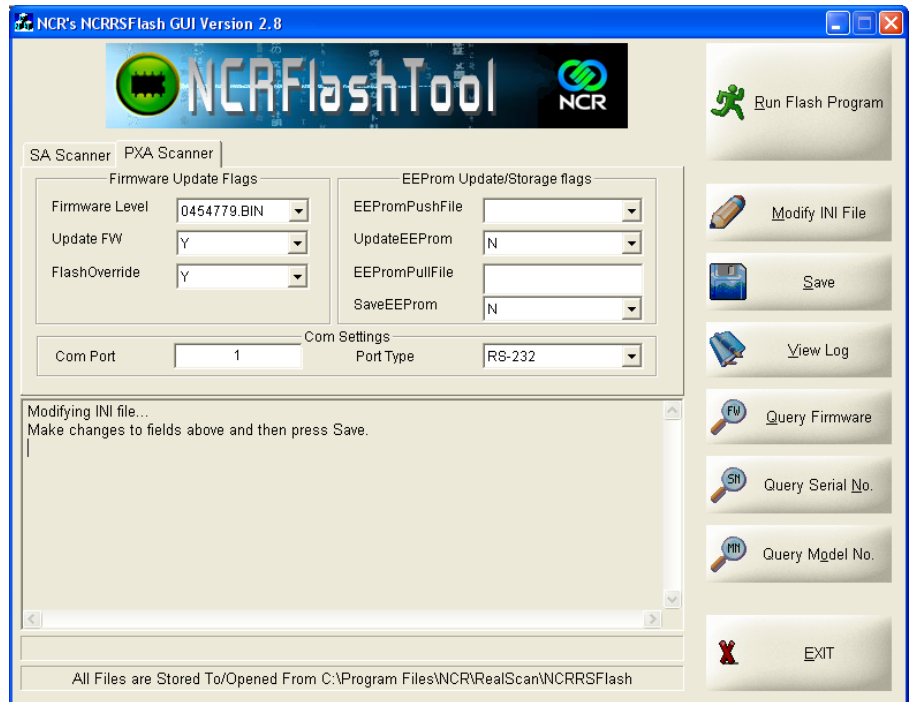 NCR's NCRRSFlash GUI Version 2.8
NCRFlashTool
NCR
Run Flash Program
SA Scanner
PXA Scanner
Firmware Update Flags
EEProm Update/Storage flags
Firmware Level
0454779.BIN
EEPromPushFile
Modify INI File
Update FW
Y
UpdateEEProm
N
FlashOverride
Y
EEPromPullFile
Save
SaveEEProm
N
Com Settings
Com Port
1
Port Type
RS-232
View Log
Modifying INI file...
Make changes to fields above and then press Save.
FW
Query Firmware
SN
Query Serial No.
MN
Query Model No.
EXIT
All Files are Stored To/Opened From C:\Program Files\NCR\RealScan\NCRRSFlash